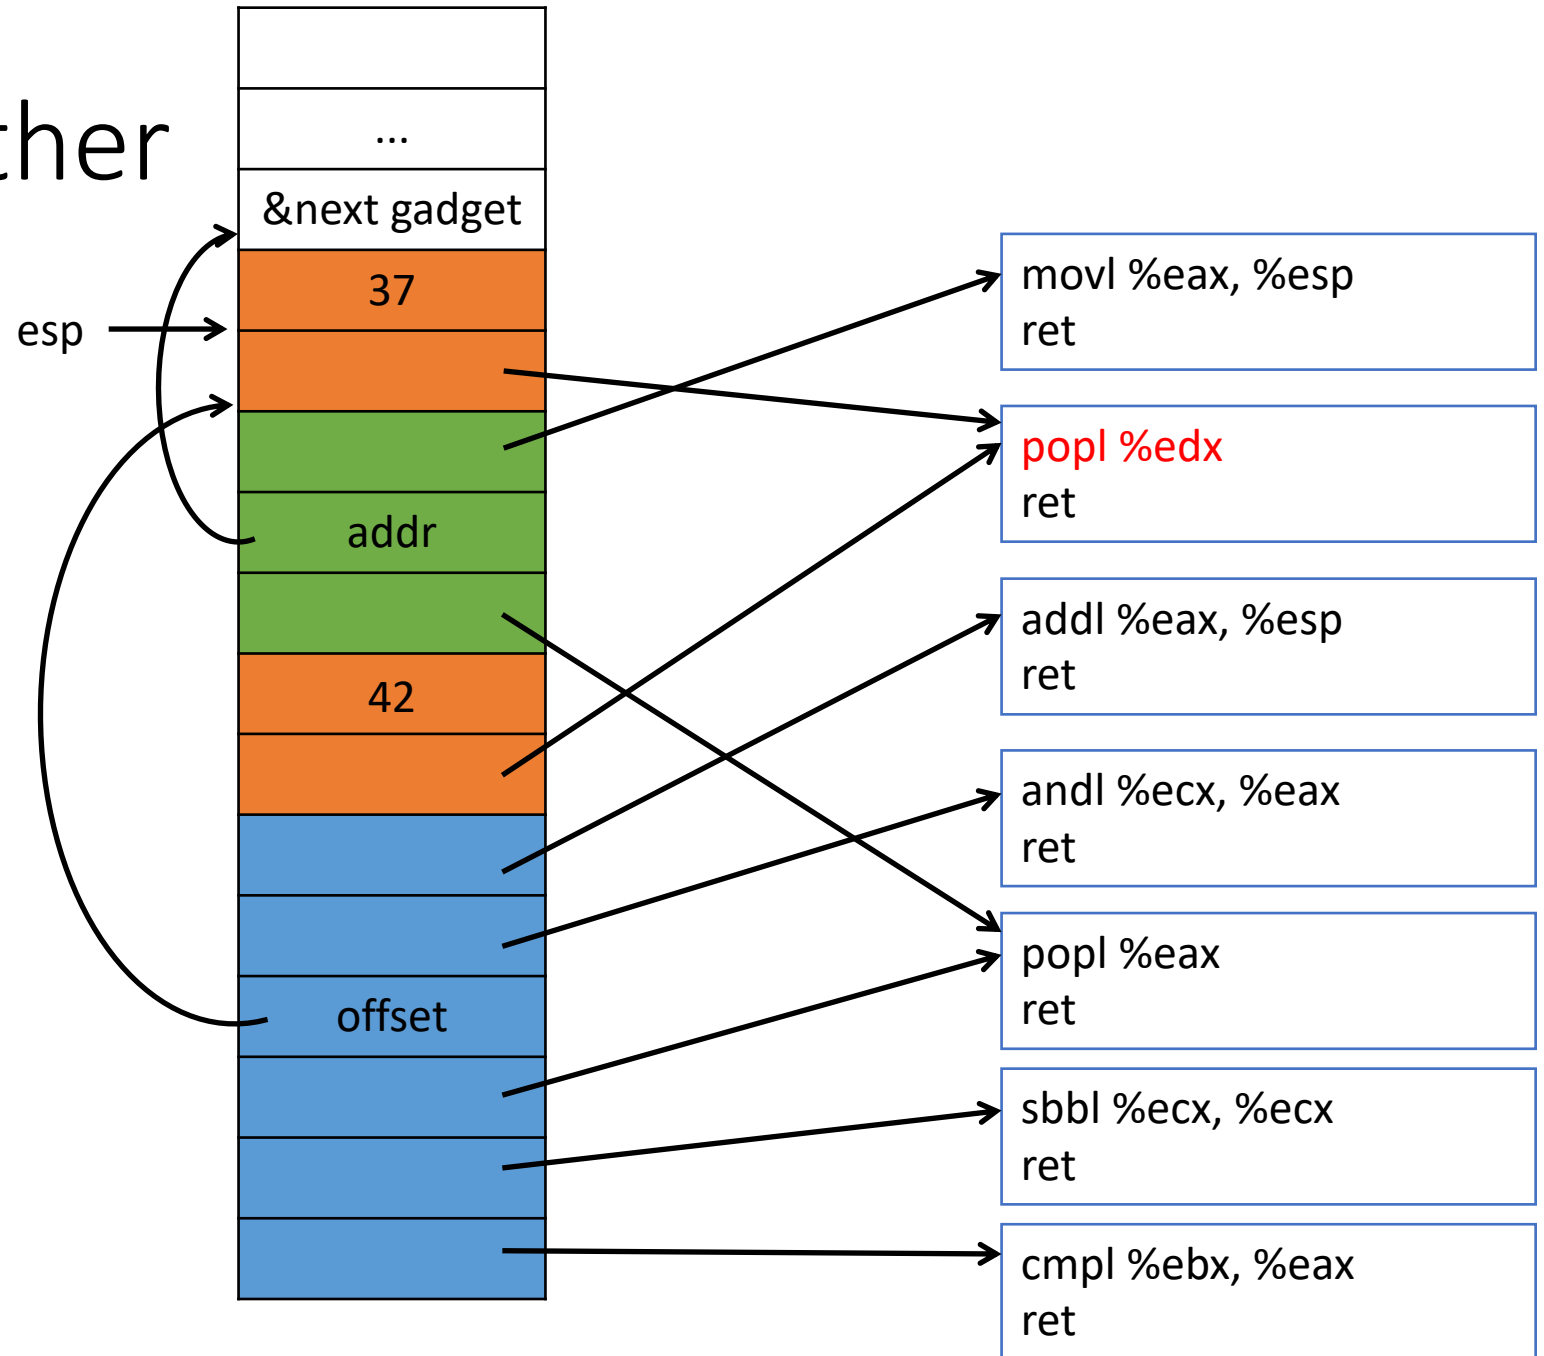 ...
&next gadget
37
esp
addr
42
offset
movl %eax, %esp
ret
popl %edx
ret
addl %eax, %esp
ret
andl %ecx, %eax
ret
popl %eax
ret
sbbl %ecx, %ecx
ret
cmpl %ebx, %eax
ret